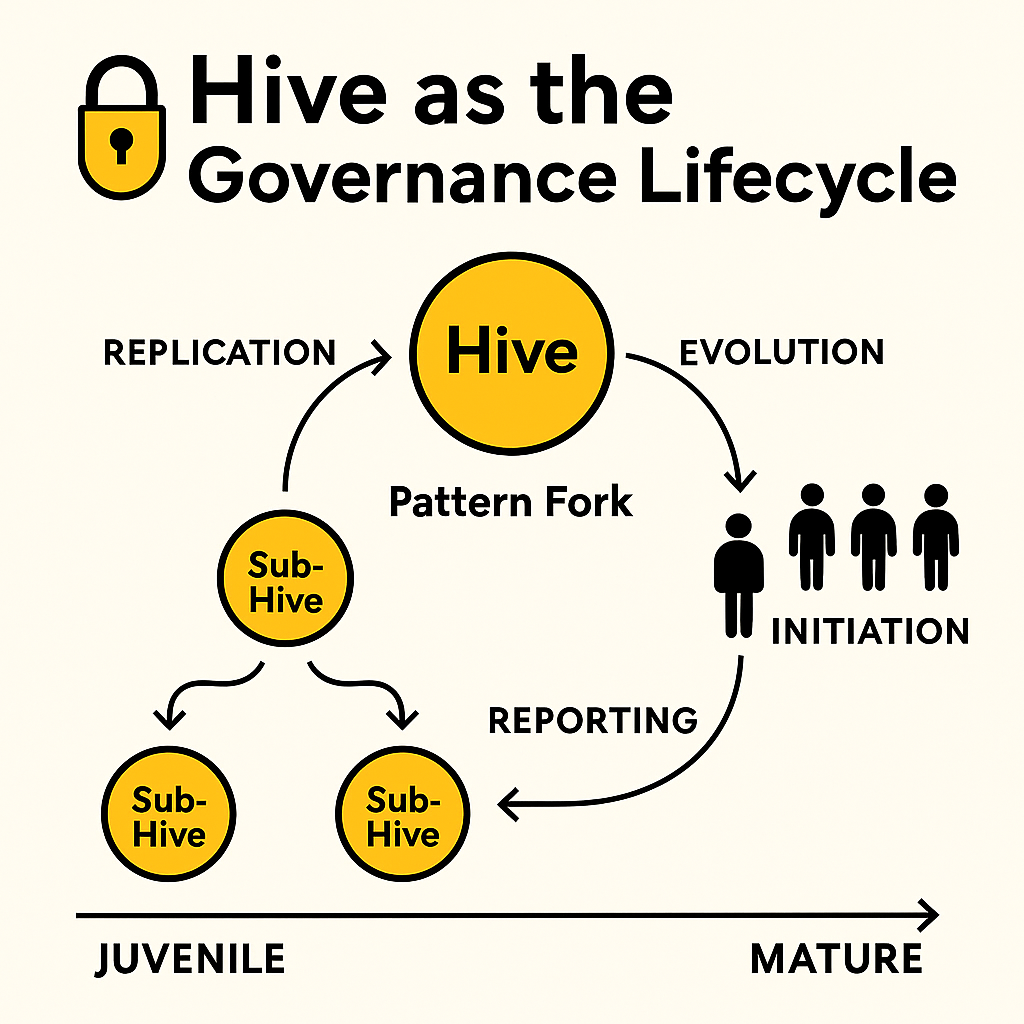 Hive as the
Governance Lifecycle
REPLICATION
Hive
EVOLUTION
Pattern Fork
Sub-
Hive
INITIATION
REPORTING
Sub-
Hive
Sub-
Hive
JUVENILE
MATURE